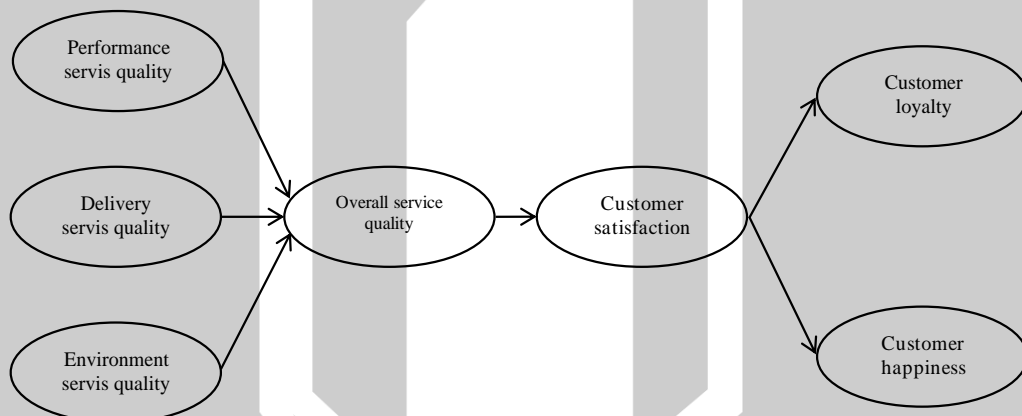 Performance
servis quality
Delivery
servis quality
Environment
servis quality
Overall service
quality
Customer
satisfaction
Customer
loyalty
Customer
happiness